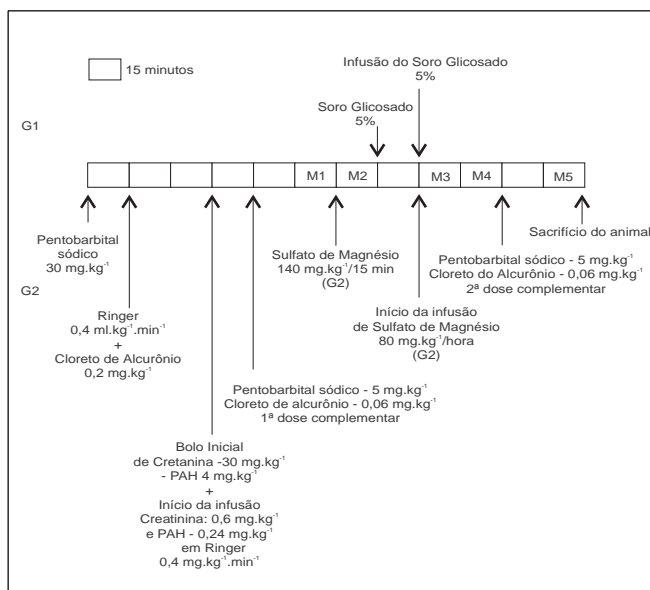 15 minutos
Infusão do Soro Glicosado
5%
Soro Glicosado
5%
G1
M1 M2 M3 M4 M5
Sacrifício do animal
Pentobarbital
sódico
30 mg.kg⁻¹
Sulfato de Magnésio
140 mg.kg⁻¹/15 min
(G2)
Pentobarbital sódico - 5 mg.kg⁻¹
Cloreto do Alcurônio - 0,06 mg.kg⁻¹
2ª dose complementar
G2
Ringer
0,4 ml.kg⁻¹.min⁻¹
+
Cloreto de Alcurônio
0,2 mg.kg⁻¹
Início da infusão
de Sulfato de Magnésio
80 mg.kg⁻¹/hora
(G2)
Pentobarbital sódico - 5 mg.kg⁻¹
Cloreto de alcurônio - 0,06 mg.kg⁻¹
1ª dose complementar
Bolo Inicial
de Cretanina -30 mg.kg⁻¹
- PAH 4 mg.kg⁻¹
+
Início da infusão
Creatinina: 0,6 mg.kg⁻¹
e PAH - 0,24 mg.kg⁻¹
em Ringer
0,4 mg.kg⁻¹.min⁻¹